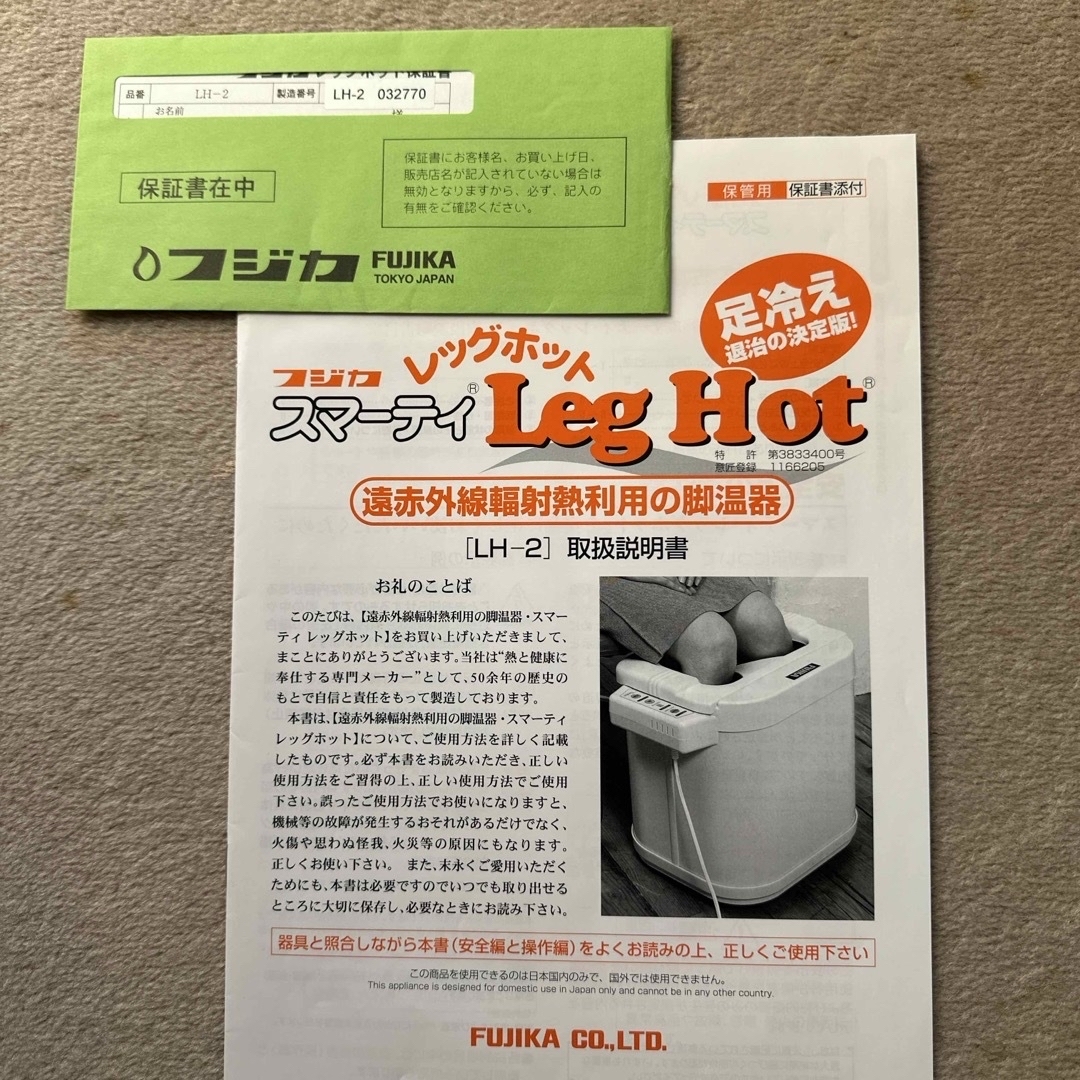 レッグホット保証書
品番 LH-2 製造番号 LH-2 032770
お名前 様
保証書在中
保証書にお客様名、お買い上げ日、
販売店名が記入されていない場合は
無効となりますから、必ず、記入の
有無をご確認ください。
フジカ FUJIKA
TOKYO JAPAN
保管用 保証書添付
足冷え
退治の決定版!
レッグホット
フジカ
スマーティ® Leg Hot®
特許 第3833400号
意匠登録 1166205
遠赤外線輻射熱利用の脚温器
[LH-2] 取扱説明書
お礼のことば
このたびは、【遠赤外線輻射熱利用の脚温器・スマー
ティ レッグホット】をお買い上げいただきまして、
まことにありがとうございます。当社は“熱と健康に
奉仕する専門メーカー”として、50余年の歴史の
もとで自信と責任をもって製造しております。
本書は、【遠赤外線輻射熱利用の脚温器・スマーティ
レッグホット】について、ご使用方法を詳しく記載
したものです。必ず本書をお読みいただき、正しい
使用方法をご習得の上、正しい使用方法でご使用
下さい。誤ったご使用方法でお使いになりますと、
機械等の故障が発生するおそれがあるだけでなく、
火傷や思わぬ怪我、火災等の原因にもなります。
正しくお使い下さい。 また、末永くご愛用いただく
ためにも、本書は必要ですのでいつでも取り出せる
ところに大切に保存し、必要なときにお読み下さい。
FUJIKA
器具と照合しながら本書(安全編と操作編)をよくお読みの上、正しくご使用下さい
この商品を使用できるのは日本国内のみで、国外では使用できません。
This appliance is designed for domestic use in Japan only and cannot be in any other country.
FUJIKA CO.,LTD.